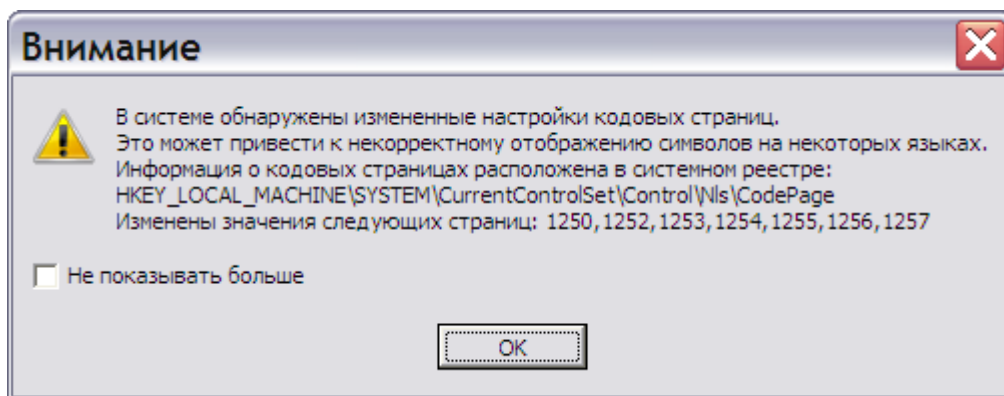 Внимание
В системе обнаружены измененные настройки кодовых страниц.
Это может привести к некорректному отображению символов на некоторых языках.
Информация о кодовых страницах расположена в системном реестре:
HKEY_LOCAL_MACHINE\SYSTEM\CurrentControlSet\Control\Nls\CodePage
Изменены значения следующих страниц: 1250,1252,1253,1254,1255,1256,1257
Не показывать больше
OK